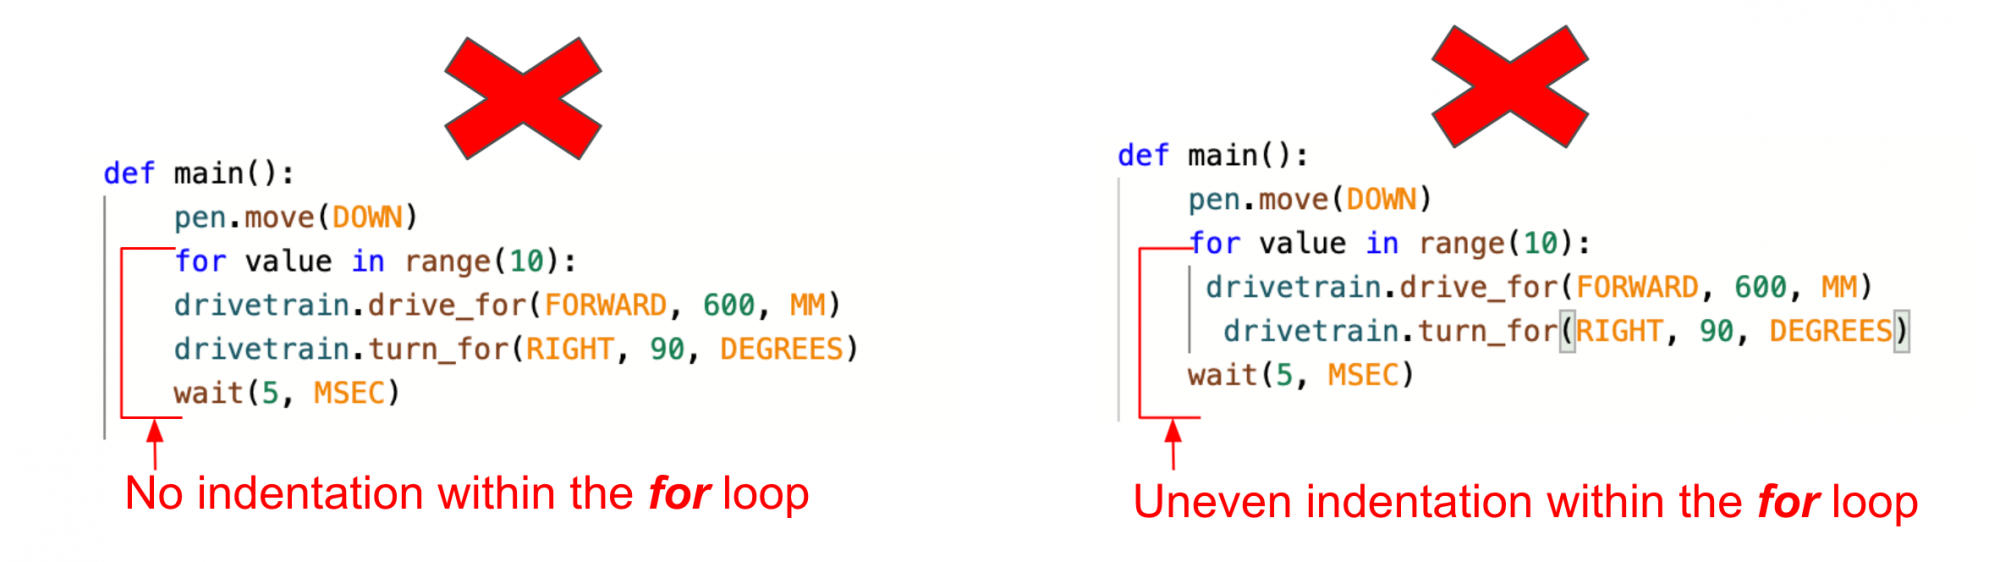 def main():
    pen.move(DOWN)
    for value in range(10):
    drivetrain.drive_for(FORWARD, 600, MM)
    drivetrain.turn_for(RIGHT, 90, DEGREES)
    wait(5, MSEC)
No indentation within the for loop
def main():
    pen.move(DOWN)
    for value in range(10):
     drivetrain.drive_for(FORWARD, 600, MM)
      drivetrain.turn_for(RIGHT, 90, DEGREES)
    wait(5, MSEC)
Uneven indentation within the for loop